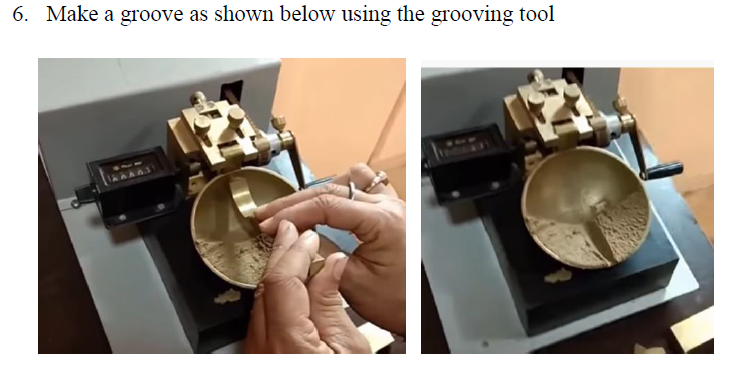 6. Make a groove as shown below using the grooving tool